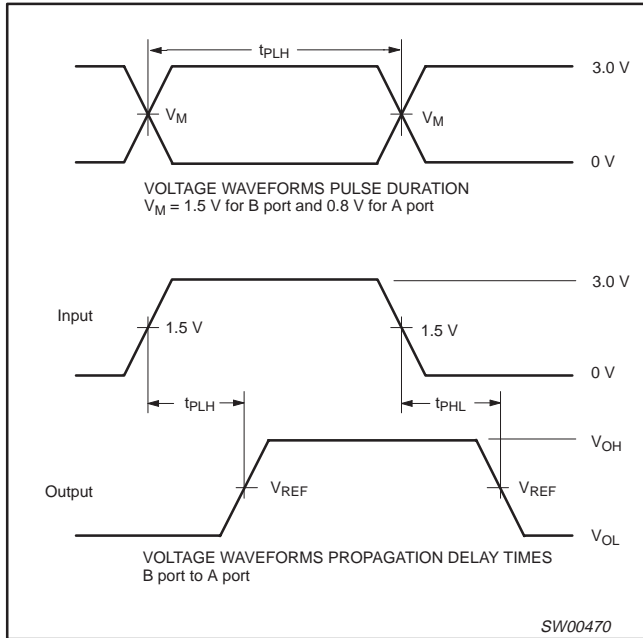 tPLH
3.0 V
VM
VM
0 V
VOLTAGE WAVEFORMS PULSE DURATION
VM = 1.5 V for B port and 0.8 V for A port
3.0 V
Input
1.5 V
1.5 V
0 V
tPLH
tPHL
VOH
Output
VREF
VREF
VOL
VOLTAGE WAVEFORMS PROPAGATION DELAY TIMES
B port to A port
SW00470